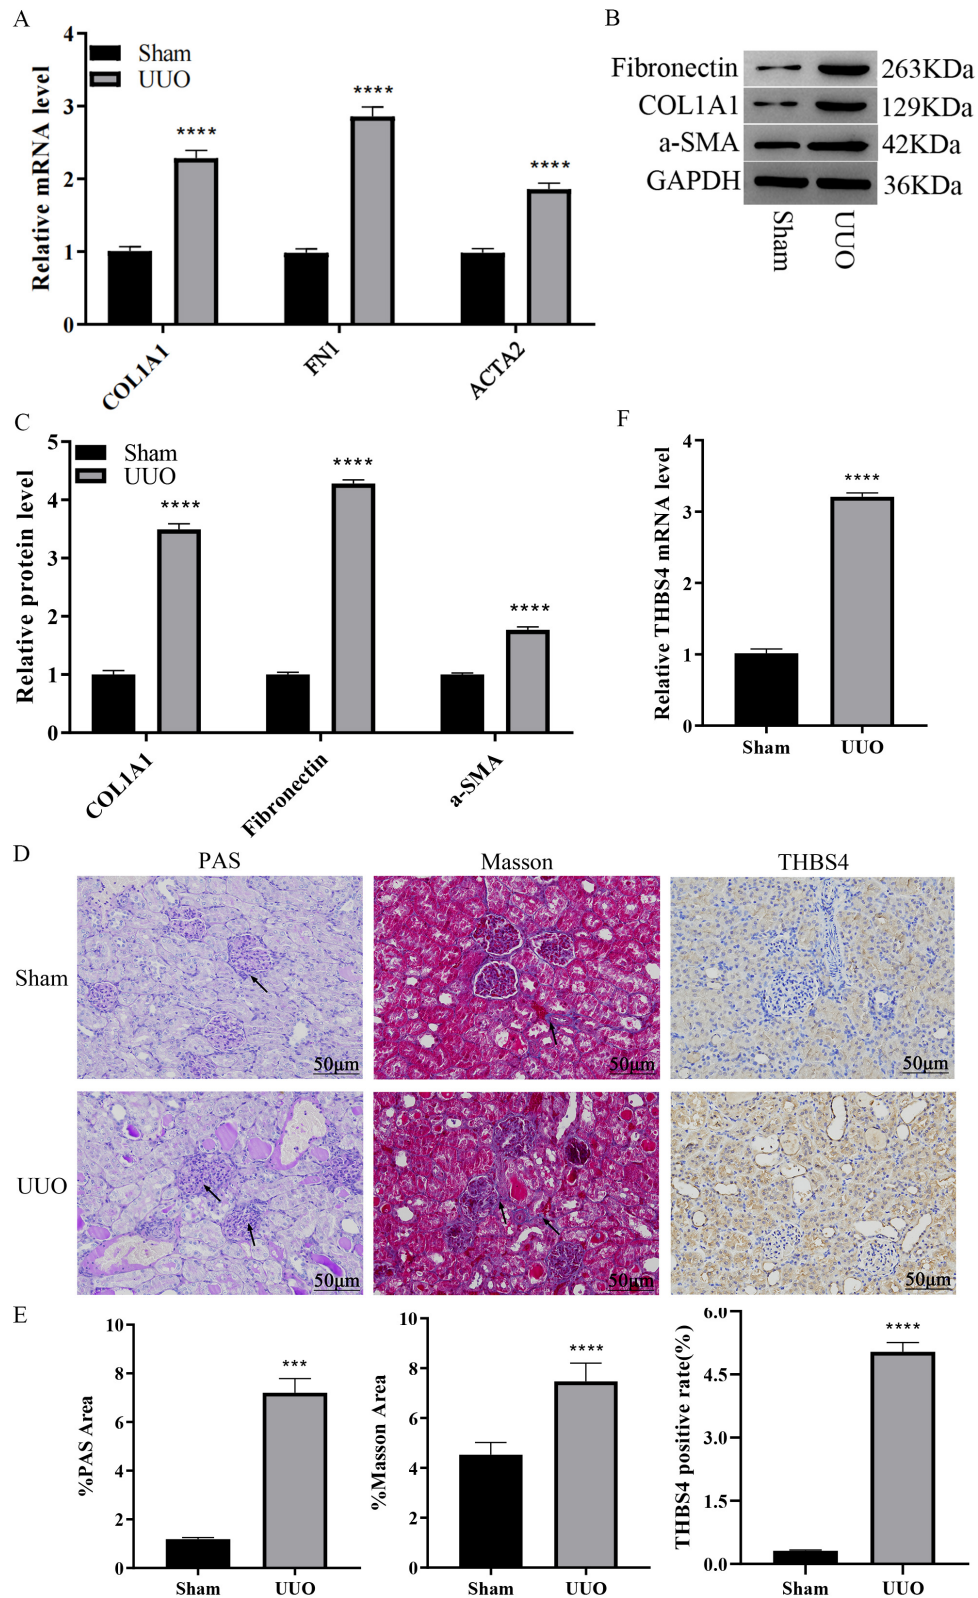 A
Relative mRNA level
4
3
2
1
0
Sham
UUO
****
****
****
COL1A1
FN1
ACTA2
B
Fibronectin
263KDa
COL1A1
129KDa
a-SMA
42KDa
GAPDH
36KDa
Sham
UUO
C
Relative protein level
5
4
3
2
1
0
Sham
UUO
****
****
****
COL1A1
Fibronectin
a-SMA
F
Relative THBS4 mRNA level
4
3
2
1
0
****
Sham
UUO
D
PAS
Masson
THBS4
Sham
50μm
50μm
50μm
UUO
50μm
50μm
50μm
E
%PAS Area
10
8
6
4
2
0
***
Sham
UUO
%Masson Area
10
8
6
4
2
0
****
Sham
UUO
THBS4 positive rate(%)
6.0
4.5
3.0
1.5
0.0
****
Sham
UUO